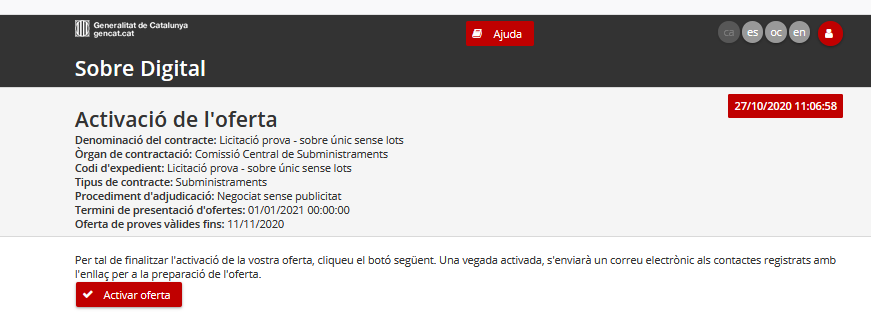 Generalitat de Catalunya
gencat.cat
Ajuda
ca es oc en
Sobre Digital
27/10/2020 11:06:58
Activació de l'oferta
Denominació del contracte: Licitació prova - sobre únic sense lots
Òrgan de contractació: Comissió Central de Subministraments
Codi d'expedient: Licitació prova - sobre únic sense lots
Tipus de contracte: Subministraments
Procediment d'adjudicació: Negociat sense publicitat
Termini de presentació d'ofertes: 01/01/2021 00:00:00
Oferta de proves vàlides fins: 11/11/2020
Per tal de finalitzar l'activació de la vostra oferta, cliqueu el botó següent. Una vegada activada, s'enviarà un correu electrònic als contactes registrats amb
l'enllaç per a la preparació de l'oferta.
Activar oferta